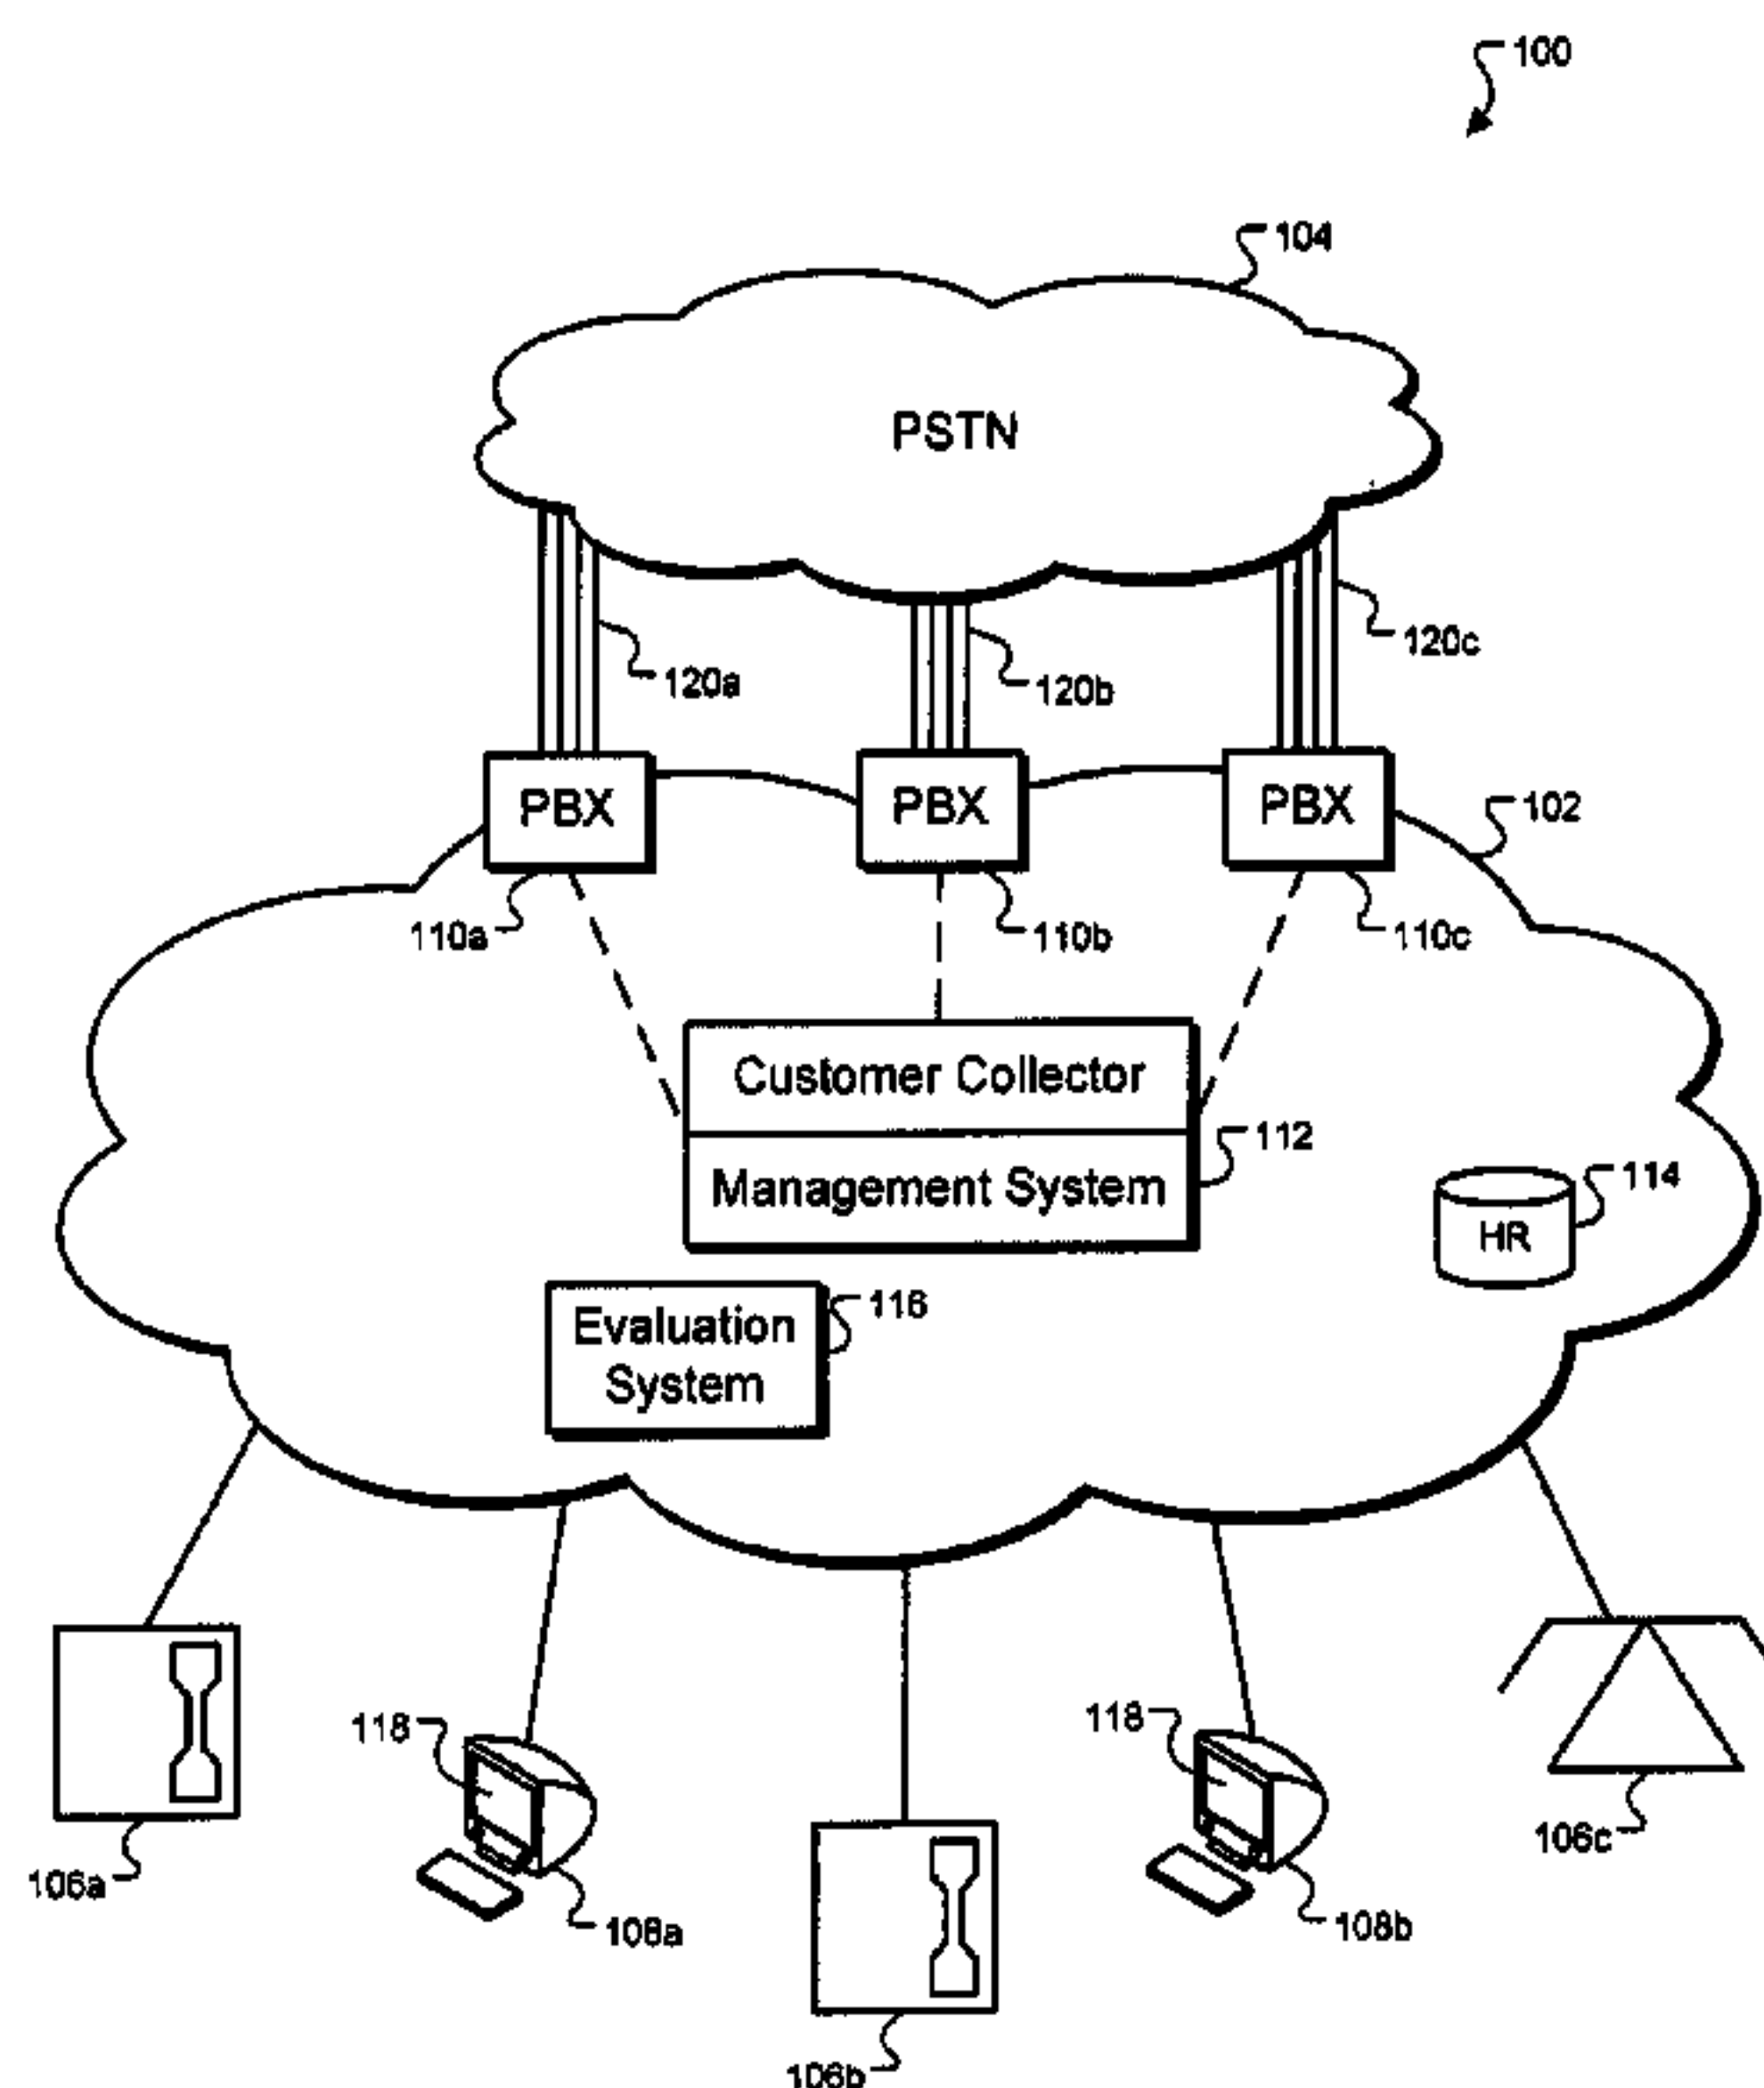 100
104
PSTN
120a
120b
120c
PBX
PBX
PBX
102
110a
110b
110c
Customer Collector
112
Management System
114
HR
116
Evaluation
System
118
118
106a
108a
106b
108b
106c